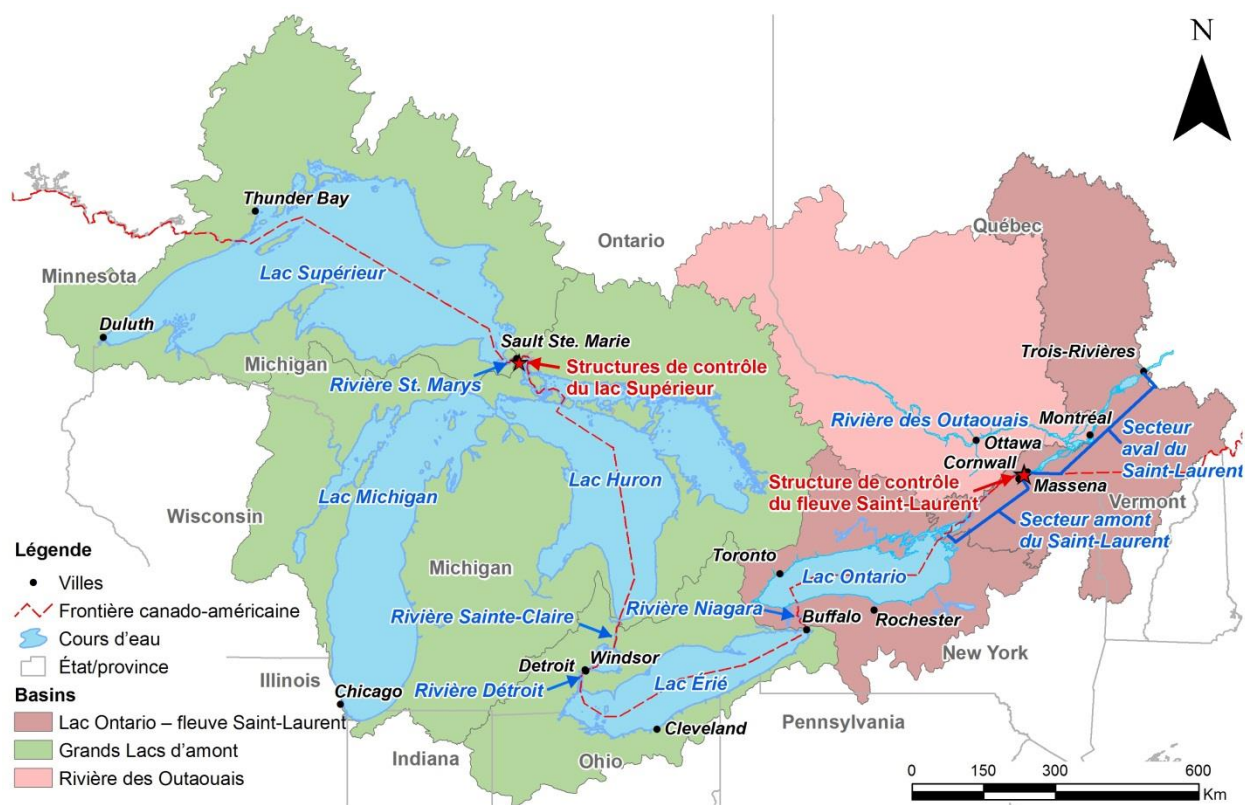 N
Thunder Bay
Ontario
Québec
Minnesota
Lac Supérieur
Duluth
Sault Ste. Marie
Michigan
Structures de contrôle
du lac Supérieur
Rivière St. Marys
Trois-Rivières
Rivière des Outaouais
Montréal
Ottawa
Secteur
aval du
Saint-Laurent
Cornwall
Structure de contrôle
du fleuve Saint-Laurent
Massena
Vermont
Lac Huron
Lac Michigan
Wisconsin
Secteur amont
du Saint-Laurent
Toronto
Lac Ontario
Michigan
Rivière Sainte-Claire
Rivière Niagara
Buffalo
Rochester
New York
Detroit
Windsor
Rivière Détroit
Lac Érié
Illinois
Chicago
Cleveland
Pennsylvania
Indiana
Ohio
Légende
Villes
Frontière canado-américaine
Cours d'eau
État/province
Basins
Lac Ontario – fleuve Saint-Laurent
Grands Lacs d'amont
Rivière des Outaouais
0 150 300 600
Km